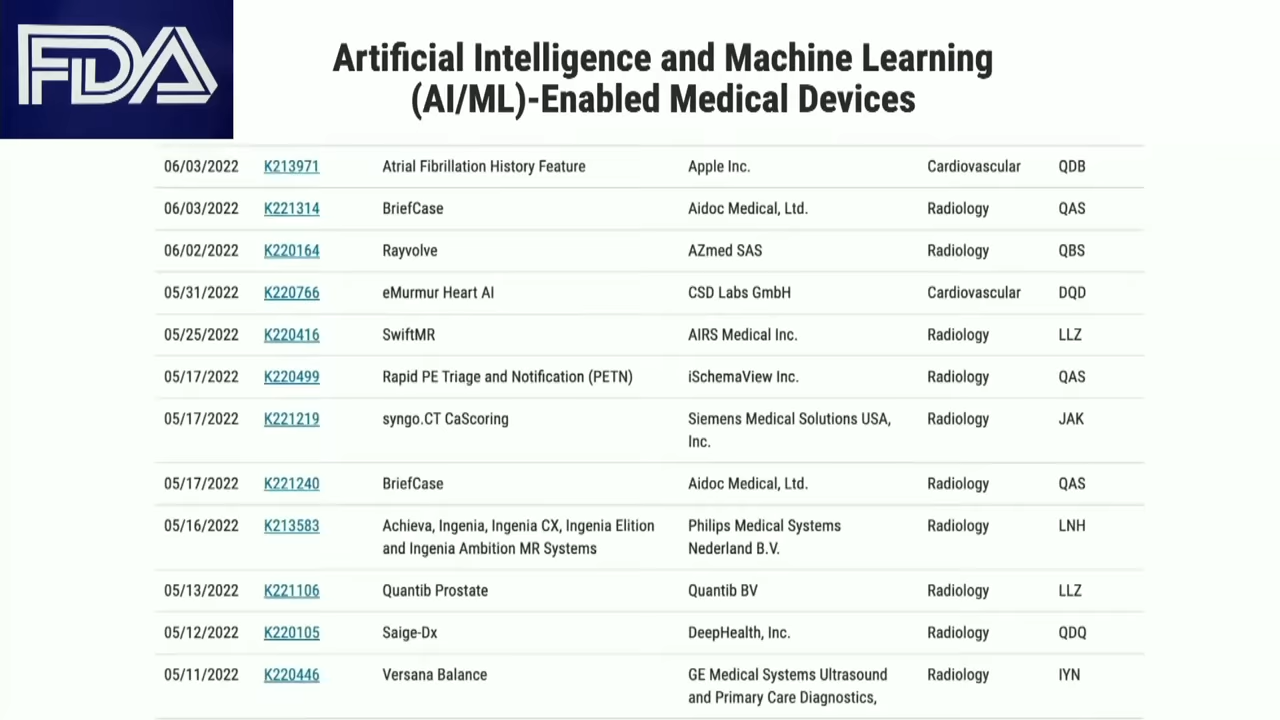 FDA
Artificial Intelligence and Machine Learning
(AI/ML)-Enabled Medical Devices
06/03/2022 K213971 Atrial Fibrillation History Feature Apple Inc. Cardiovascular QDB
06/03/2022 K221314 BriefCase Aidoc Medical, Ltd. Radiology QAS
06/02/2022 K220164 Rayvolve AZmed SAS Radiology QBS
05/31/2022 K220766 eMurmur Heart AI CSD Labs GmbH Cardiovascular DQD
05/25/2022 K220416 SwiftMR AIRS Medical Inc. Radiology LLZ
05/17/2022 K220499 Rapid PE Triage and Notification (PETN) iSchemaView Inc. Radiology QAS
05/17/2022 K221219 syngo.CT CaScoring Siemens Medical Solutions USA, Radiology JAK
Inc.
05/17/2022 K221240 BriefCase Aidoc Medical, Ltd. Radiology QAS
05/16/2022 K213583 Achieva, Ingenia, Ingenia CX, Ingenia Elition Philips Medical Systems Radiology LNH
and Ingenia Ambition MR Systems Nederland B.V.
05/13/2022 K221106 Quantib Prostate Quantib BV Radiology LLZ
05/12/2022 K220105 Saige-Dx DeepHealth, Inc. Radiology QDQ
05/11/2022 K220446 Versana Balance GE Medical Systems Ultrasound Radiology IYN
and Primary Care Diagnostics,